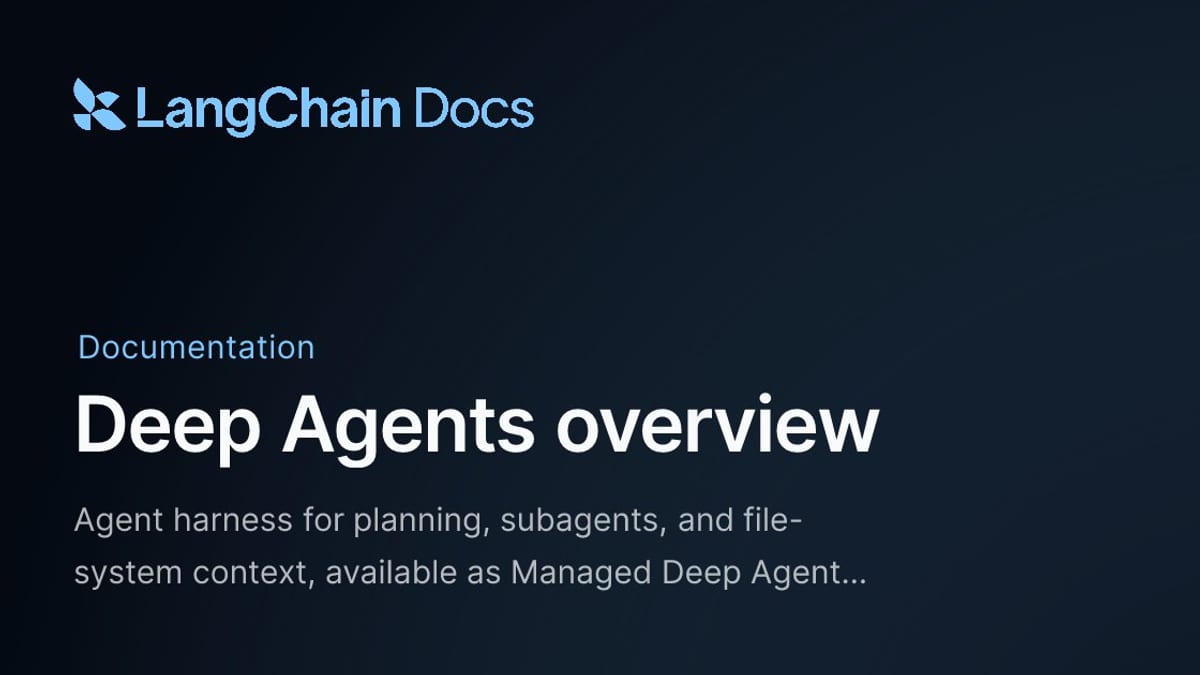 LangChain Docs
Documentation
Deep Agents overview
Agent harness for planning, subagents, and file-
system context, available as Managed Deep Agent...